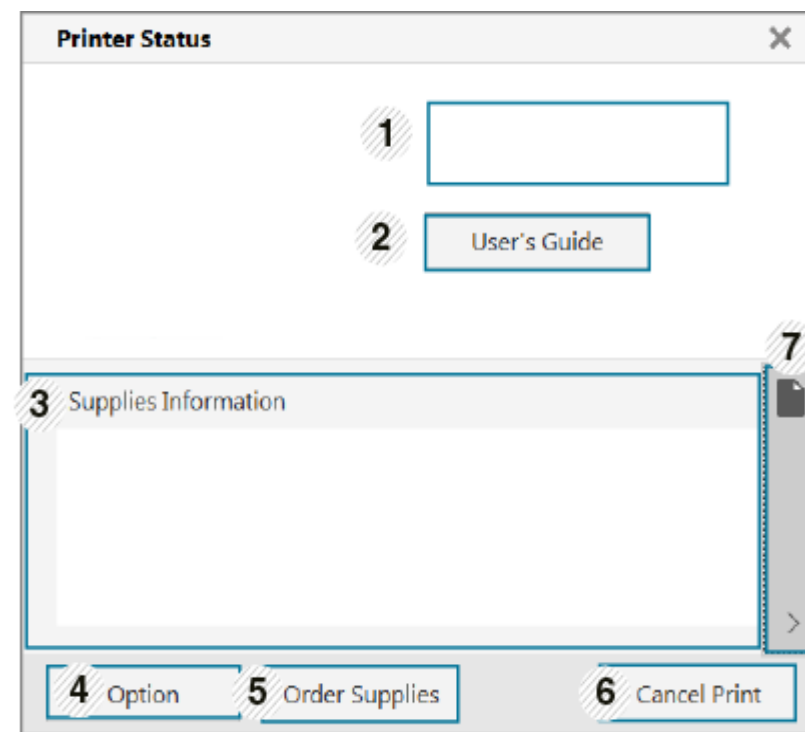 Printer Status
1
2 User's Guide
7
3 Supplies Information
4 Option 5 Order Supplies 6 Cancel Print